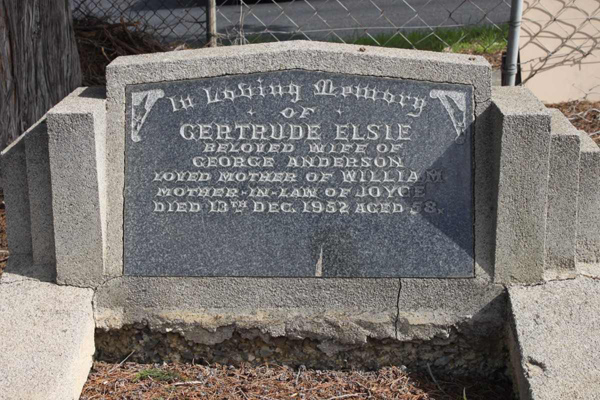 In Loving Memory
OF
GERTRUDE ELSIE
BELOVED WIFE OF
GEORGE ANDERSON
LOVED MOTHER OF WILLIAM
MOTHER-IN-LAW OF JOYCE
DIED 13TH DEC. 1952 AGED 58.